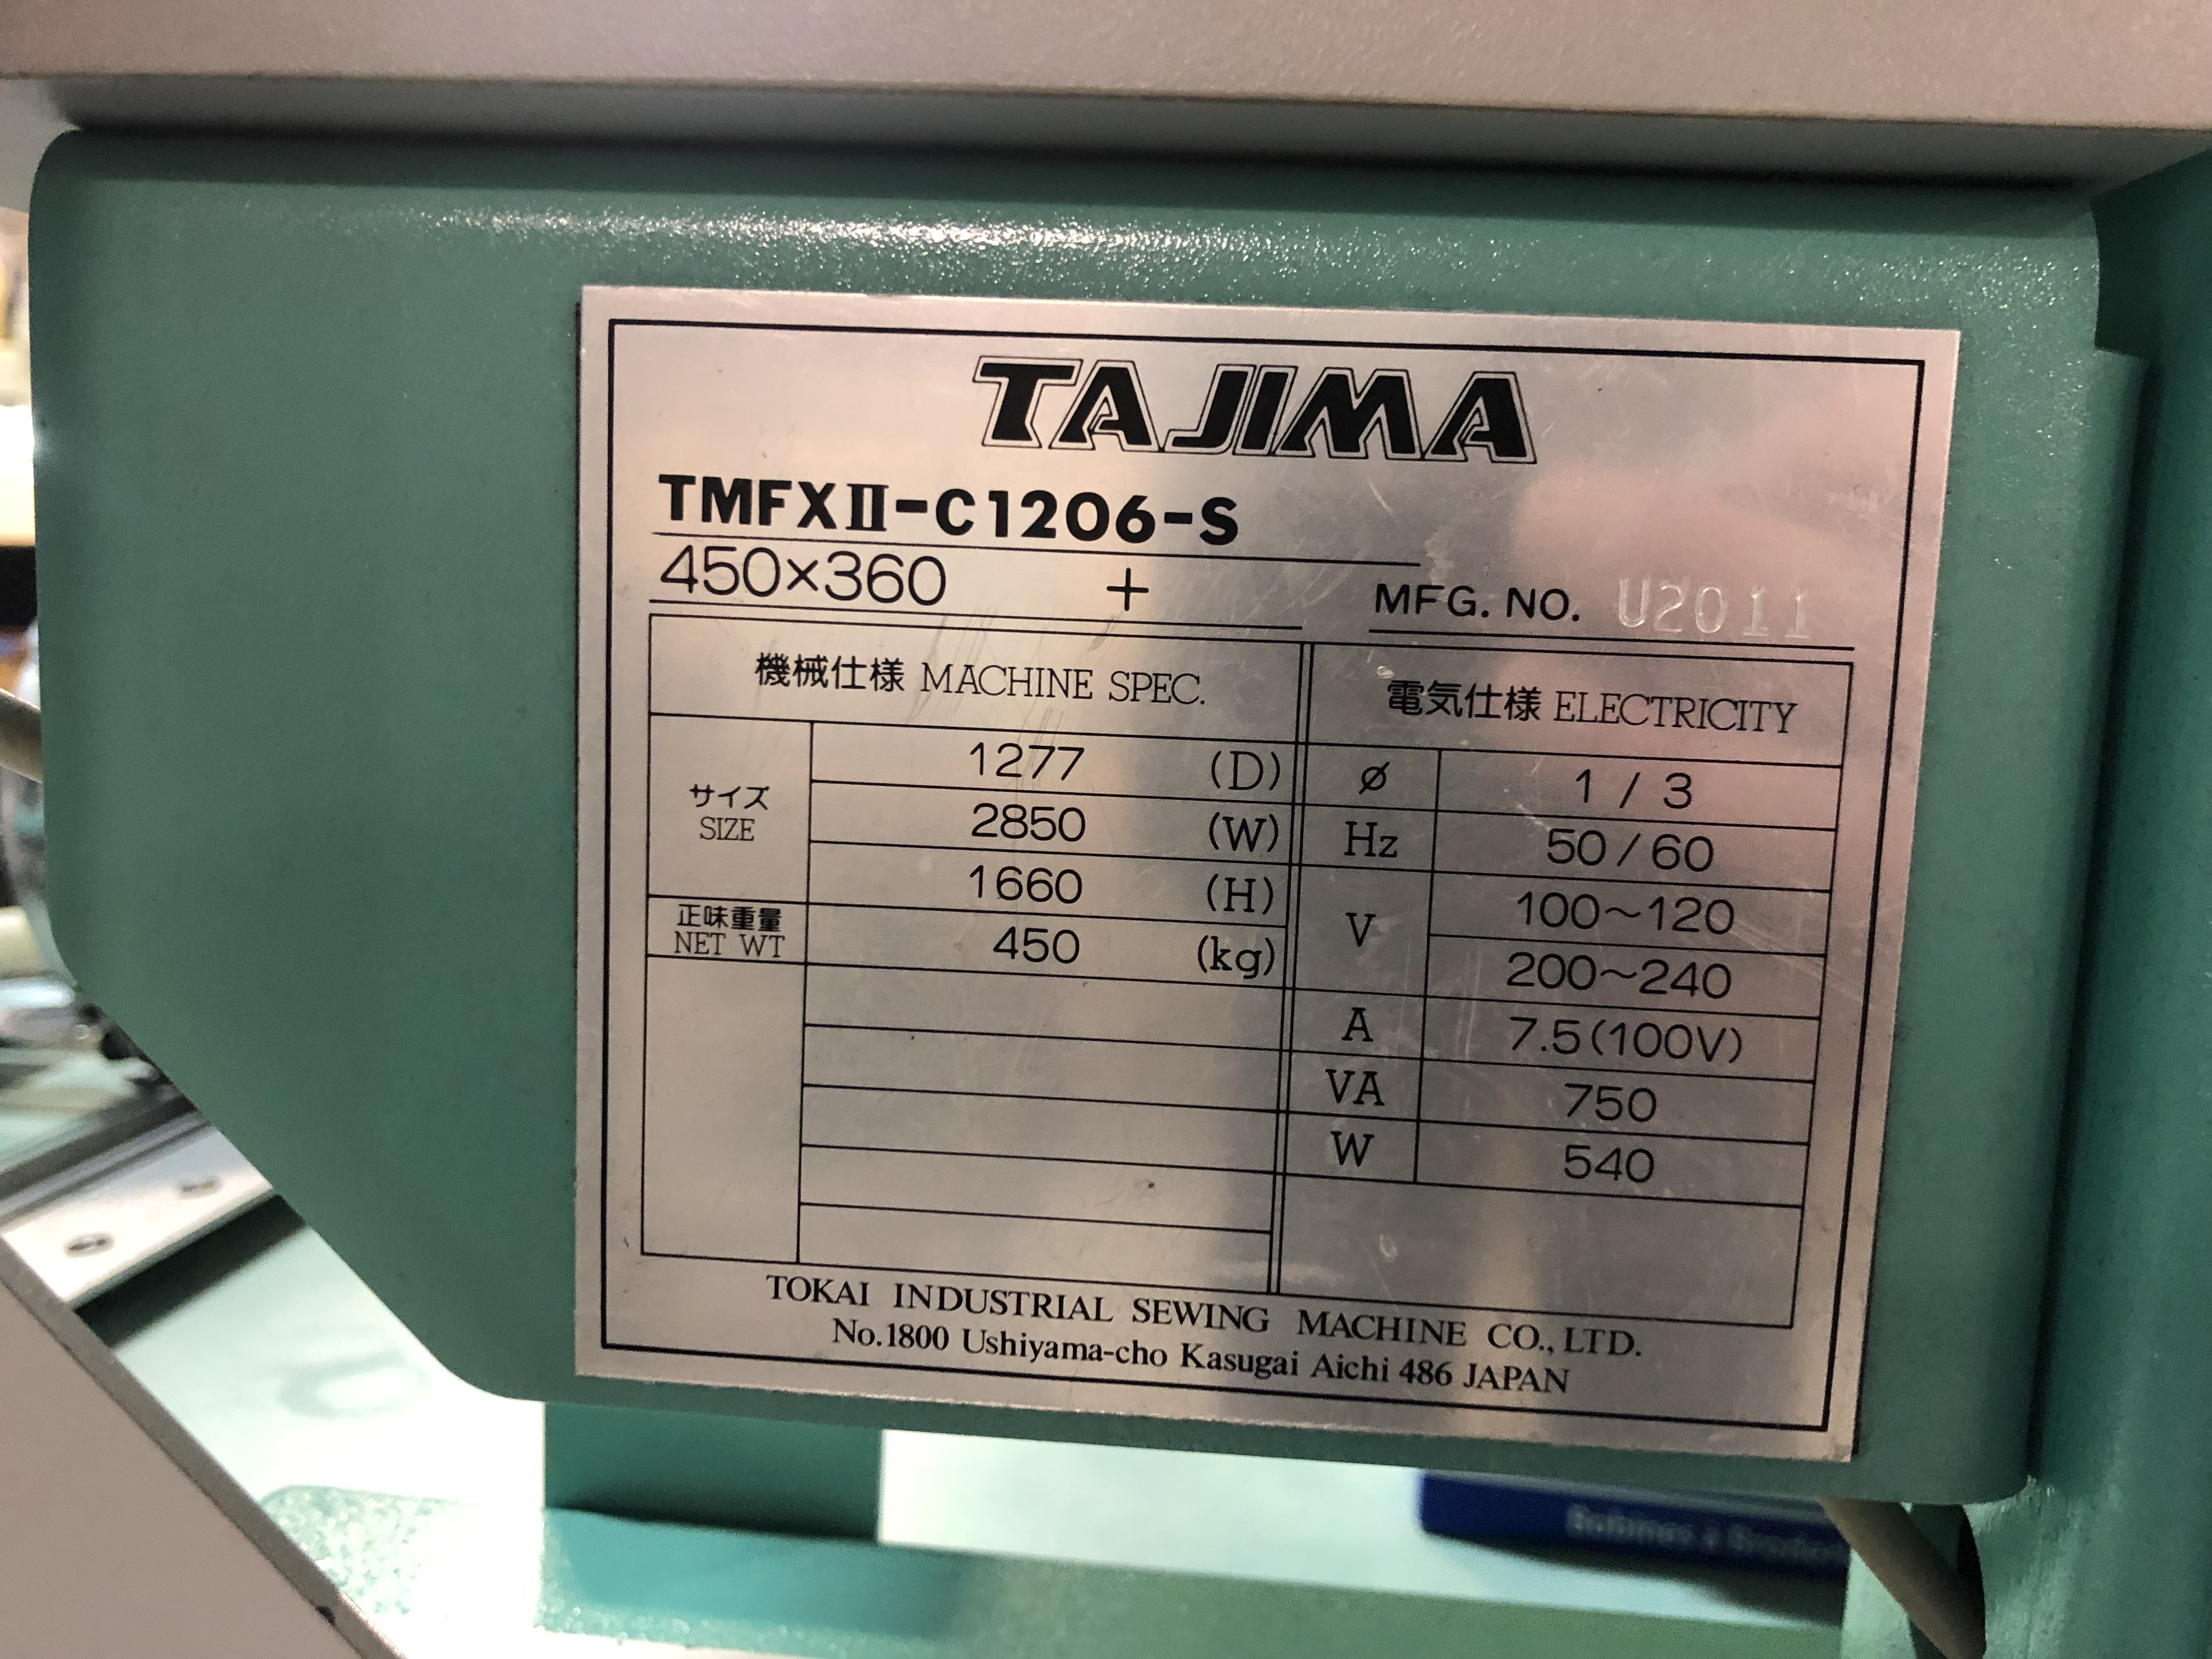 TAJIMA
TMFXⅡ-C1206-S
450×360 +
MFG. NO. U2011
機械仕様 MACHINE SPEC.
サイズ
SIZE
1277 (D)
2850 (W)
1660 (H)
正味重量
NET WT
450 (kg)
電気仕様 ELECTRICITY
ø 1 / 3
Hz 50 / 60
V 100~120
200~240
A 7.5(100V)
VA 750
W 540
TOKAI INDUSTRIAL SEWING MACHINE CO., LTD.
No.1800 Ushiyama-cho Kasugai Aichi 486 JAPAN
Bobines à